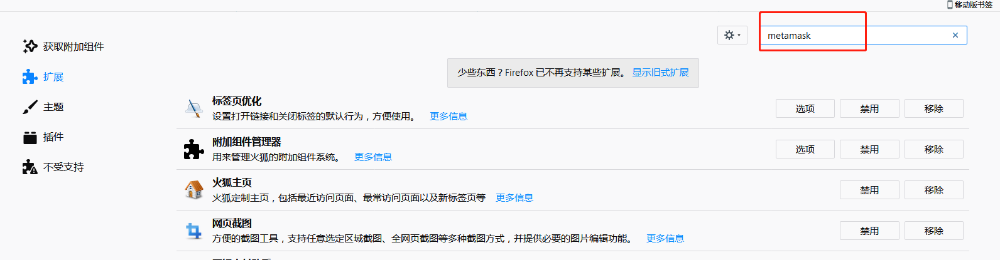 移动版书签
metamask
获取附加组件
扩展
主题
插件
不受支持
少些东西？Firefox 已不再支持某些扩展。 显示旧式扩展
标签页优化
设置打开链接和关闭标签的默认行为，方便使用。 更多信息
选项 禁用 移除
附加组件管理器
用来管理火狐的附加组件系统。 更多信息
选项 禁用 移除
火狐主页
火狐定制主页，包括最近访问页面、最常访问页面以及新标签页等 更多信息
禁用 移除
网页截图
方便的截图工具，支持任意选定区域截图、全网页截图等多种截图方式，并提供必要的图片编辑功能。 更多信息
禁用 移除